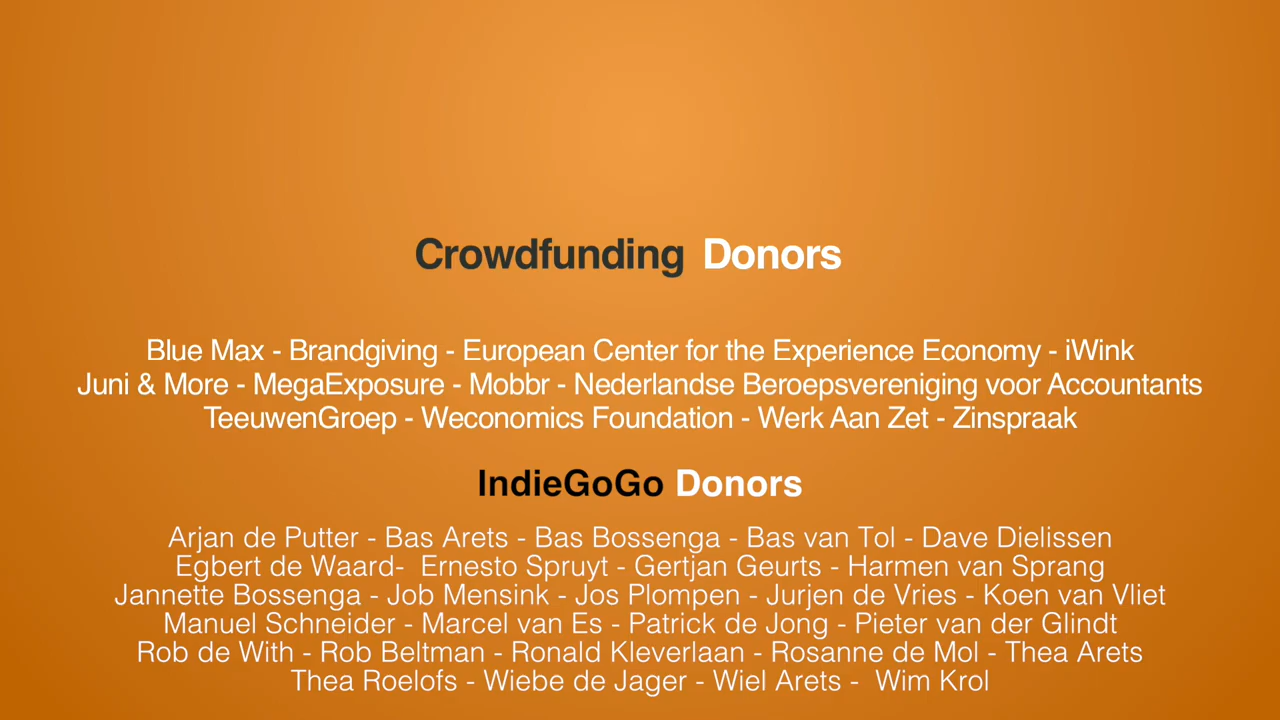 Crowdfunding Donors
Blue Max - Brandgiving - European Center for the Experience Economy - iWink
Juni & More - MegaExposure - Mobbr - Nederlandse Beroepsvereniging voor Accountants
TeeuwenGroep - Weconomics Foundation - Werk Aan Zet - Zinspraak
IndieGoGo Donors
Arjan de Putter - Bas Arets - Bas Bossenga - Bas van Tol - Dave Dielissen
Egbert de Waard-  Ernesto Spruyt - Gertjan Geurts - Harmen van Sprang
Jannette Bossenga - Job Mensink - Jos Plompen - Jurjen de Vries - Koen van Vliet
Manuel Schneider - Marcel van Es - Patrick de Jong - Pieter van der Glindt
Rob de With - Rob Beltman - Ronald Kleverlaan - Rosanne de Mol - Thea Arets
Thea Roelofs - Wiebe de Jager - Wiel Arets -  Wim Krol